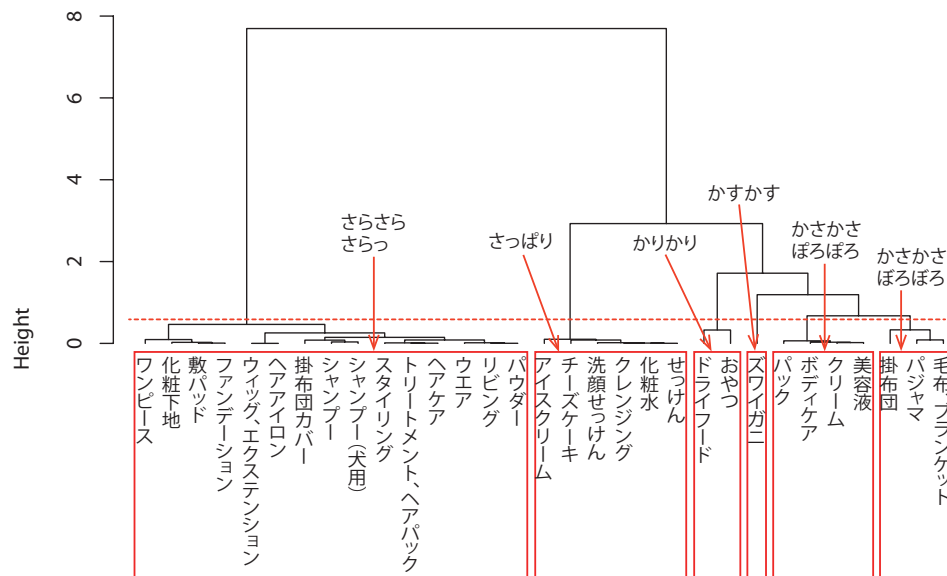 8
6
4
2
0
Height
さらさら
さらっ
さっぱり
かりかり
かすかす
かさかさ
ぽろぽろ
かさかさ
ぼろぼろ
ワンピース
化粧下地
敷パッド
ファンデーション
ウィッグ、エクステンション
ヘアアイロン
掛布団カバー
シャンプー
シャンプー(犬用)
スタイリング
トリートメント、ヘアパック
ヘアケア
ウエア
リビング
パウダー
アイスクリーム
チーズケーキ
洗顔せっけん
クレンジング
化粧水
せっけん
ドライフード
おやつ
ズワイガニ
パック
ボディケア
クリーム
美容液
掛布団
パジャマ
毛布、ブランケット